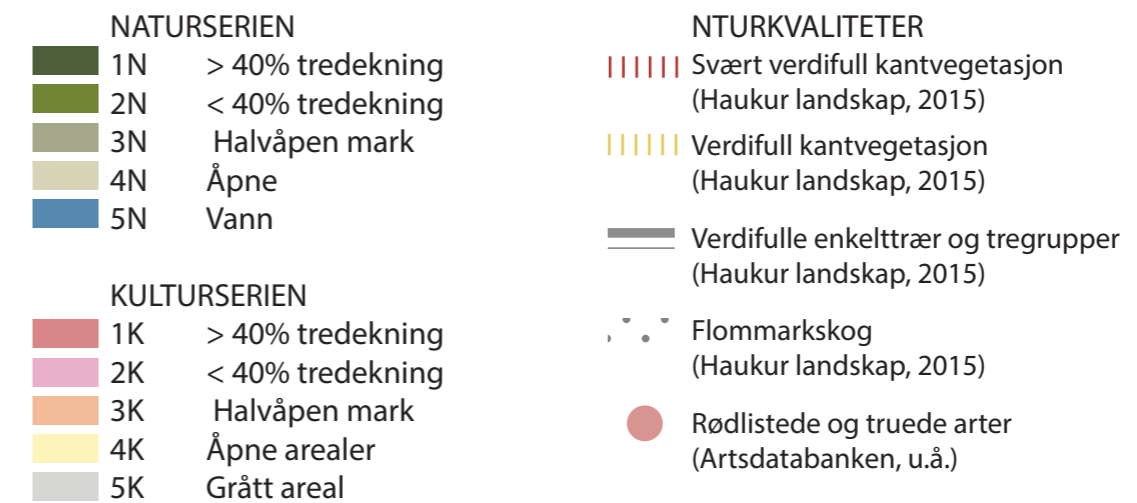 NATURSERIEN
1N > 40% tredekning
2N < 40% tredekning
3N Halvåpen mark
4N Åpne
5N Vann
KULTURSERIEN
1K > 40% tredekning
2K < 40% tredekning
3K Halvåpen mark
4K Åpne arealer
5K Grått areal
NTURKVALITETER
Svært verdifull kantvegetasjon
(Haukur landskap, 2015)
Verdifull kantvegetasjon
(Haukur landskap, 2015)
Verdifulle enkelttrær og tregrupper
(Haukur landskap, 2015)
Flommarkskog
(Haukur landskap, 2015)
Rødlistede og truede arter
(Artsdatabanken, u.å.)